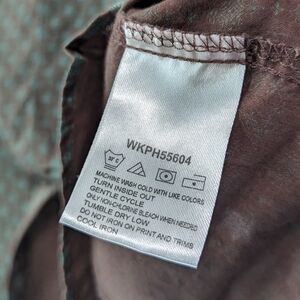 WKPH55604
30°C
MACHINE WASH COLD WITH LIKE COLORS
TURN INSIDE OUT
GENTLE CYCLE
ONLY NON-CHLORINE BLEACH WHEN NEEDED
TUMBLE DRY LOW
DO NOT IRON ON PRINT AND TRIMS
COOL IRON